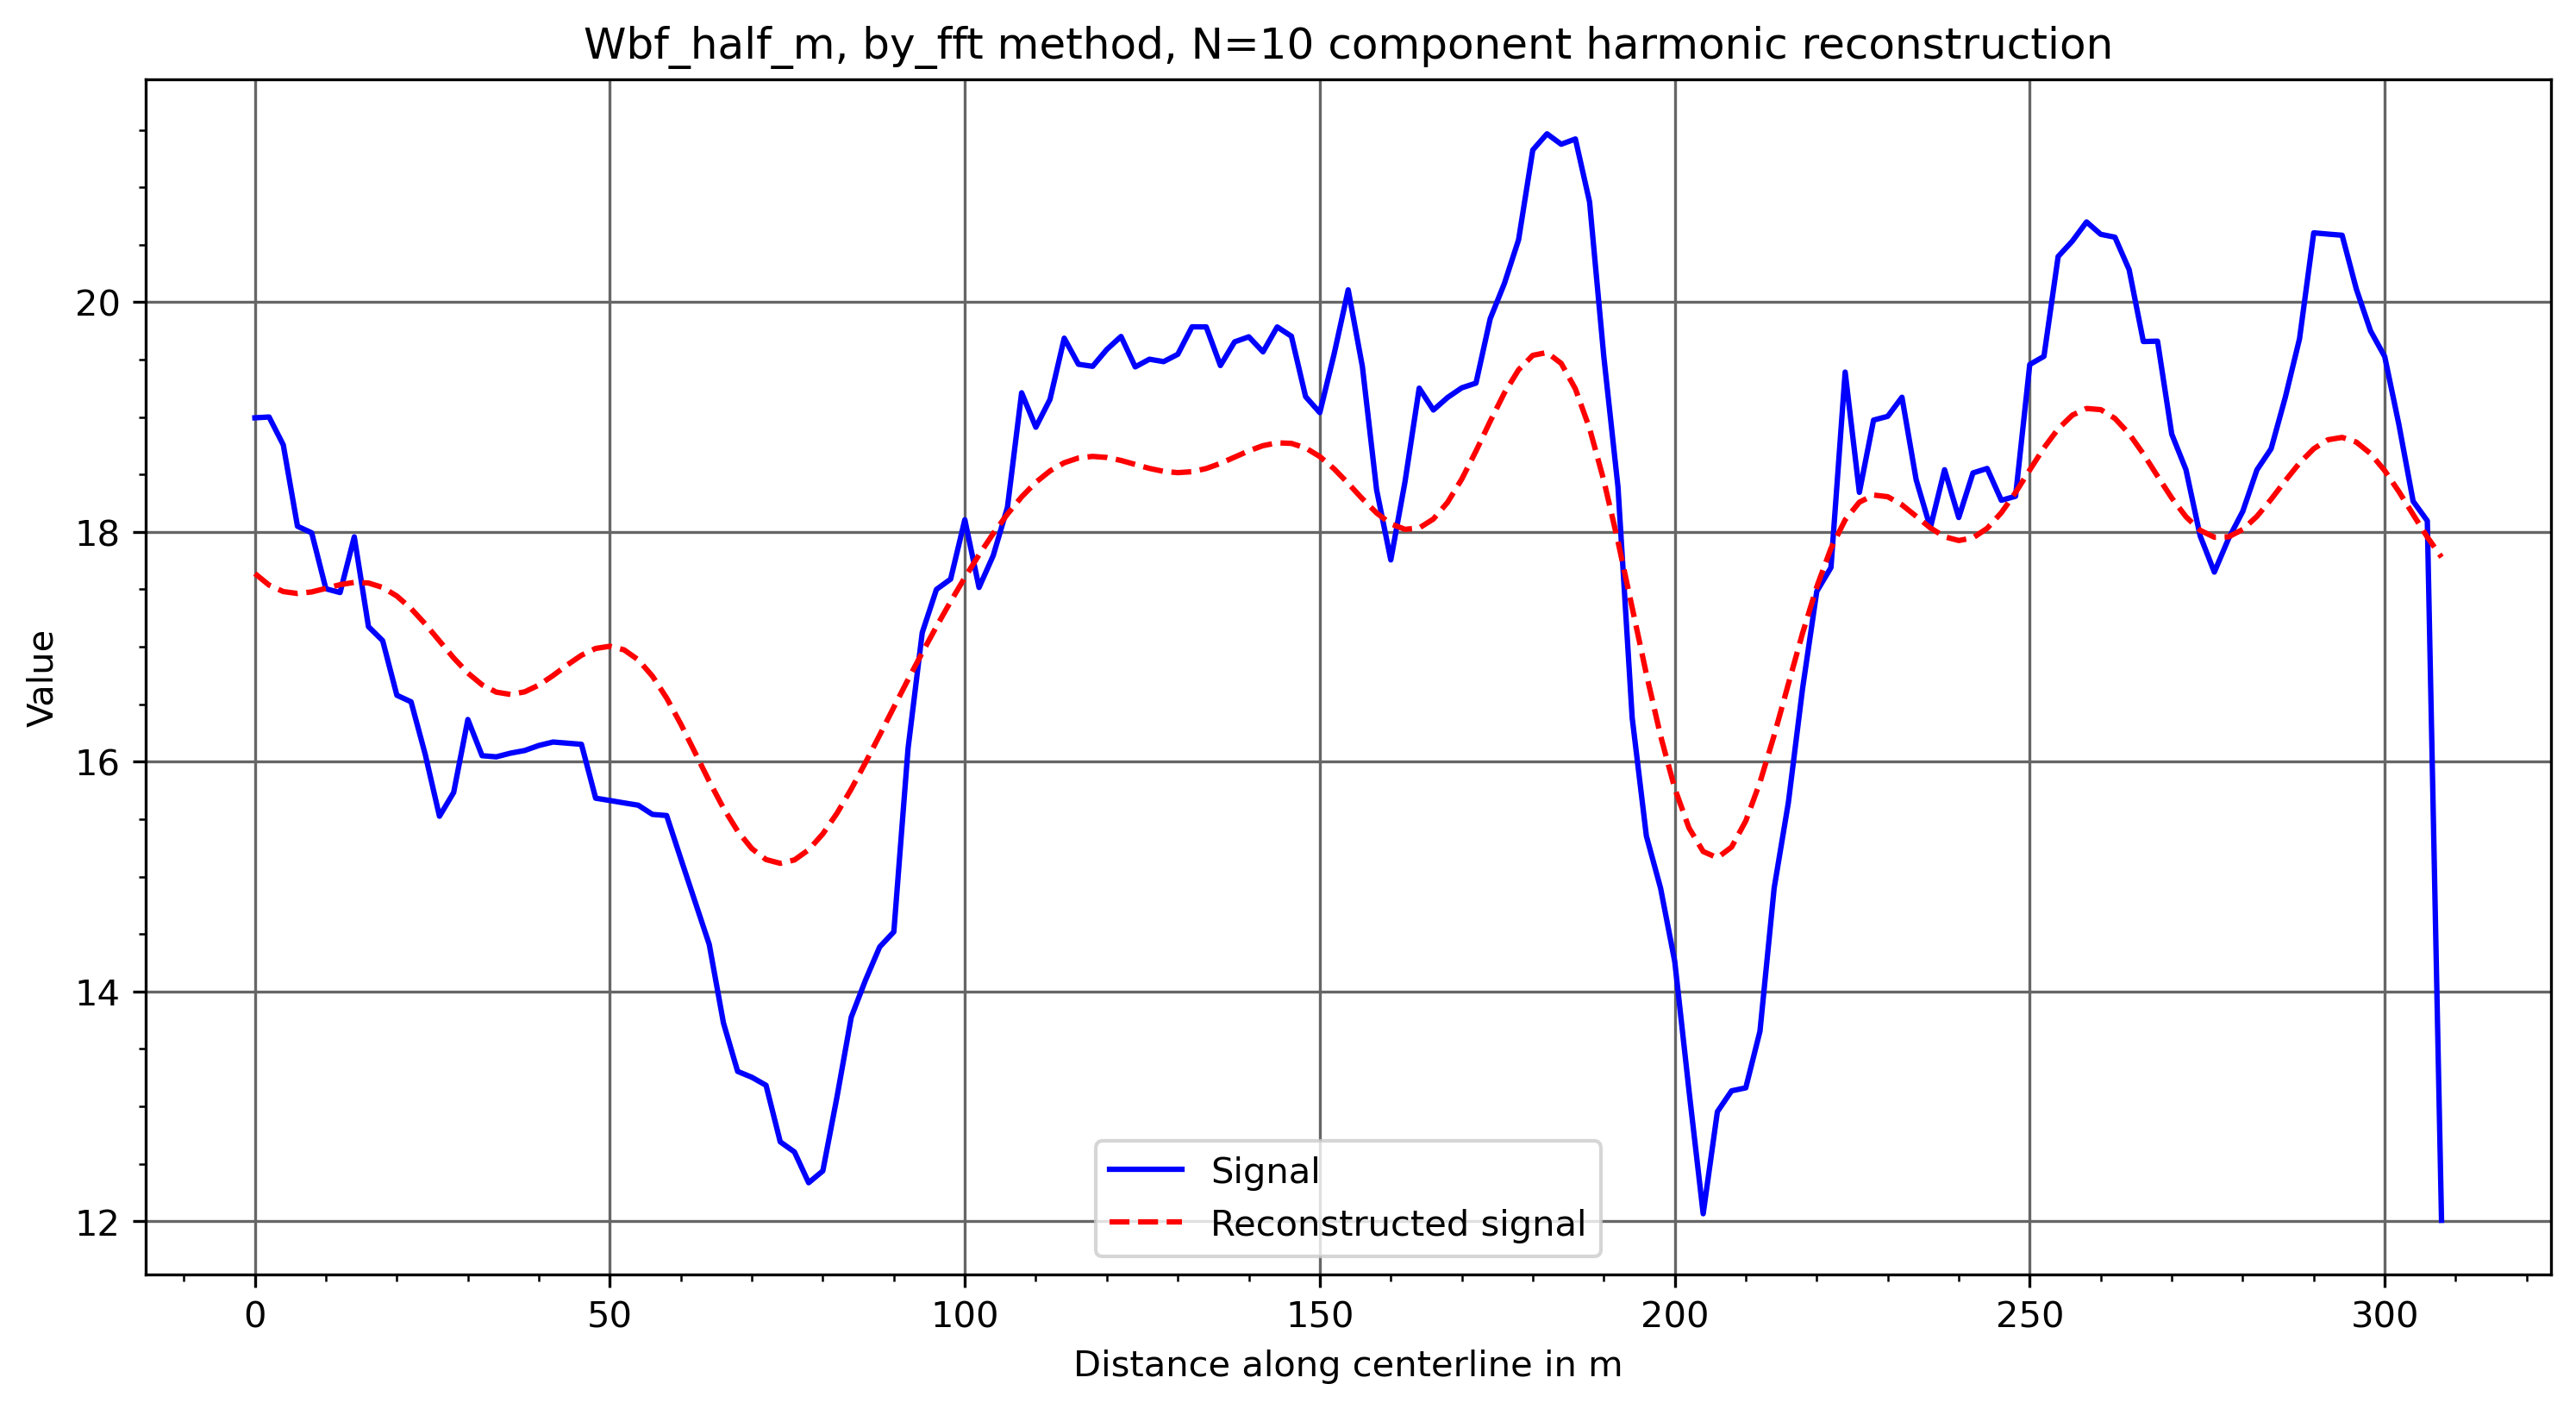 Wbf_half_m, by_fft method, N=10 component harmonic reconstruction
Value
20
18
16
14
12
Signal
Reconstructed signal
0 50 100 150 200 250 300
Distance along centerline in m